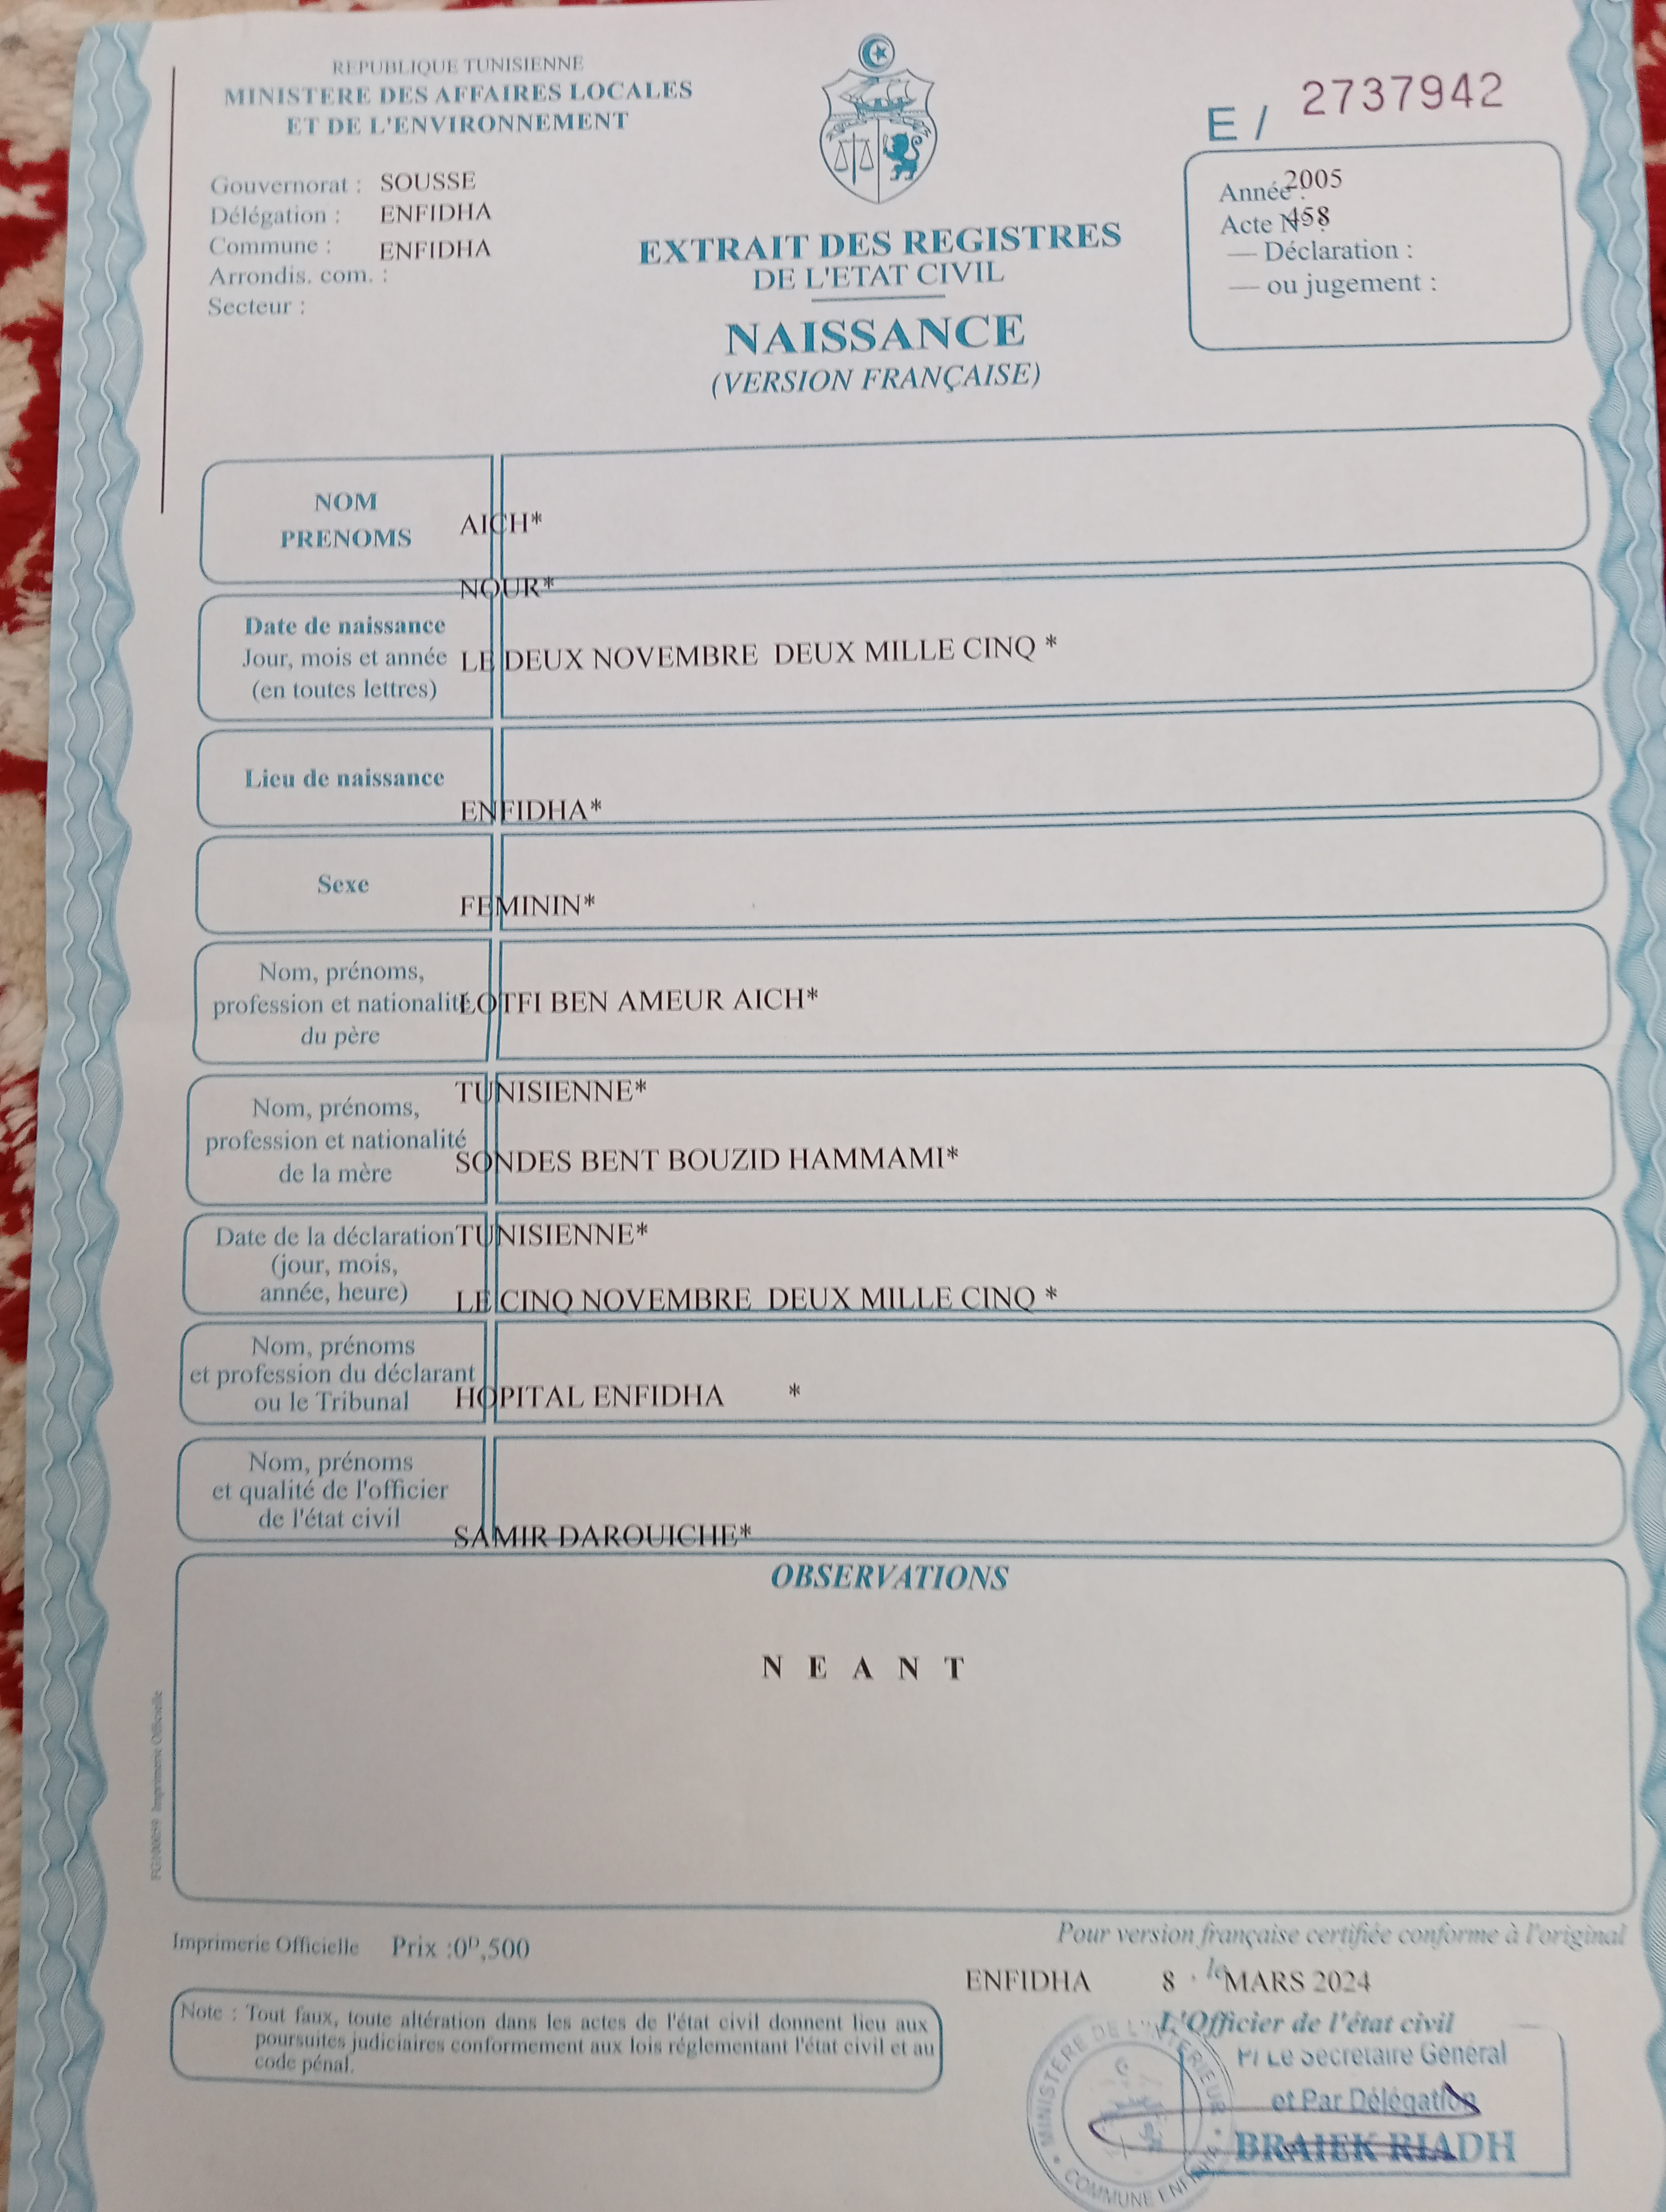 REPUBLIQUE TUNISIENNE
MINISTERE DES AFFAIRES LOCALES
ET DE L'ENVIRONNEMENT
Gouvernorat : SOUSSE
Délégation : ENFIDHA
Commune : ENFIDHA
Arrondis. com. :
Secteur :
E / 2737942
Année : 2005
Acte N° : 458
— Déclaration :
— ou jugement :
EXTRAIT DES REGISTRES
DE L'ETAT CIVIL
NAISSANCE
(VERSION FRANÇAISE)
NOM
PRENOMS
AICH*
NOUR*
Date de naissance
Jour, mois et année
(en toutes lettres)
LE DEUX NOVEMBRE DEUX MILLE CINQ *
Lieu de naissance
ENFIDHA*
Sexe
FEMININ*
Nom, prénoms,
profession et nationalité
du père
LOTFI BEN AMEUR AICH*
TUNISIENNE*
Nom, prénoms,
profession et nationalité
de la mère
SONDES BENT BOUZID HAMMAMI*
TUNISIENNE*
Date de la déclaration
(jour, mois,
année, heure)
LE CINQ NOVEMBRE DEUX MILLE CINQ *
Nom, prénoms
et profession du déclarant
ou le Tribunal
HOPITAL ENFIDHA *
Nom, prénoms
et qualité de l'officier
de l'état civil
SAMIR DAROUICHE*
OBSERVATIONS
N E A N T
Imprimerie Officielle
Imprimerie Officielle Prix :0D,500
Pour version française certifiée conforme à l'original
ENFIDHA le 8 MARS 2024
L'Officier de l'état civil
Note : Tout faux, toute altération dans les actes de l'état civil donnent lieu aux
poursuites judiciaires conformement aux lois réglementant l'état civil et au
code pénal.
P/ Le Secrétaire Général
et Par Délégation
BRAIEK RIADH
MINISTERE DE L'INTERIEUR
COMMUNE ENFIDHA